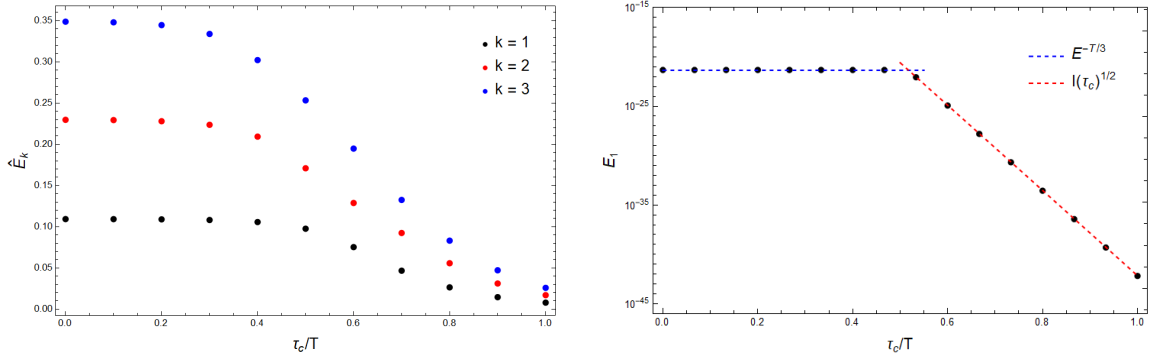 0.35
0.30
0.25
0.20
0.15
0.10
0.05
0.00
Ê_k
0.0 0.2 0.4 0.6 0.8 1.0
τ_c/T
k = 1
k = 2
k = 3
10^-15
10^-25
10^-35
10^-45
E_1
0.0 0.2 0.4 0.6 0.8 1.0
τ_c/T
E^-T/3
I(τ_c)^1/2